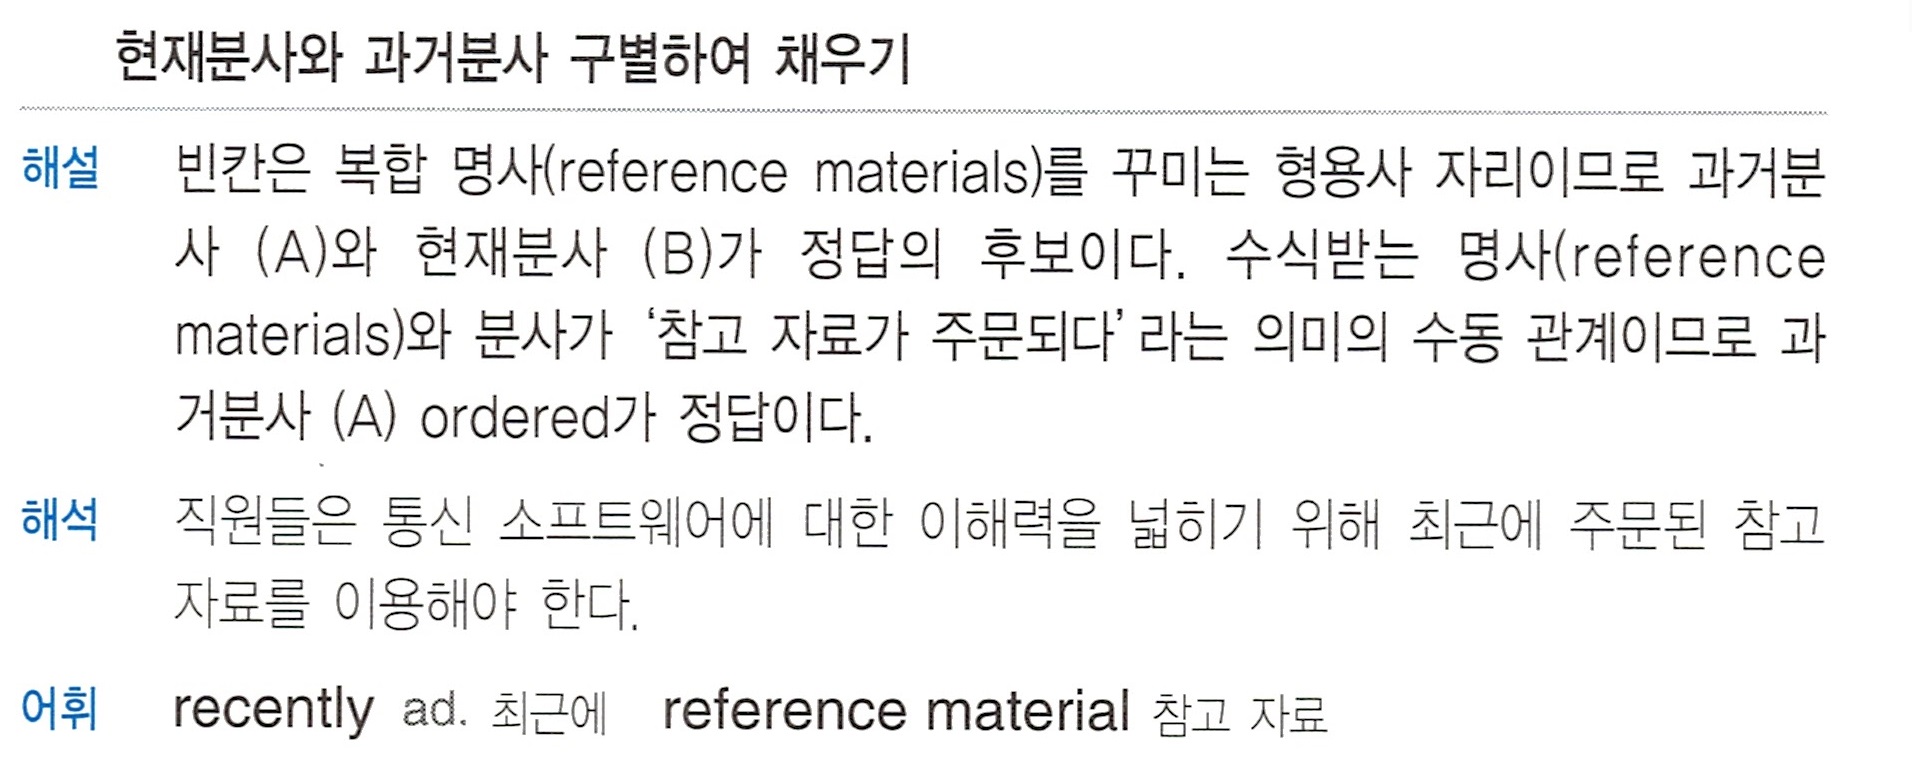 현재분사와 과거분사 구별하여 채우기
해설 빈칸은 복합 명사(reference materials)를 꾸미는 형용사 자리이므로 과거분
사 (A)와 현재분사 (B)가 정답의 후보이다. 수식받는 명사(reference
materials)와 분사가 ‘참고 자료가 주문되다’라는 의미의 수동 관계이므로 과
거분사 (A) ordered가 정답이다.
해석 직원들은 통신 소프트웨어에 대한 이해력을 넓히기 위해 최근에 주문된 참고
자료를 이용해야 한다.
어휘 recently ad. 최근에 reference material 참고 자료